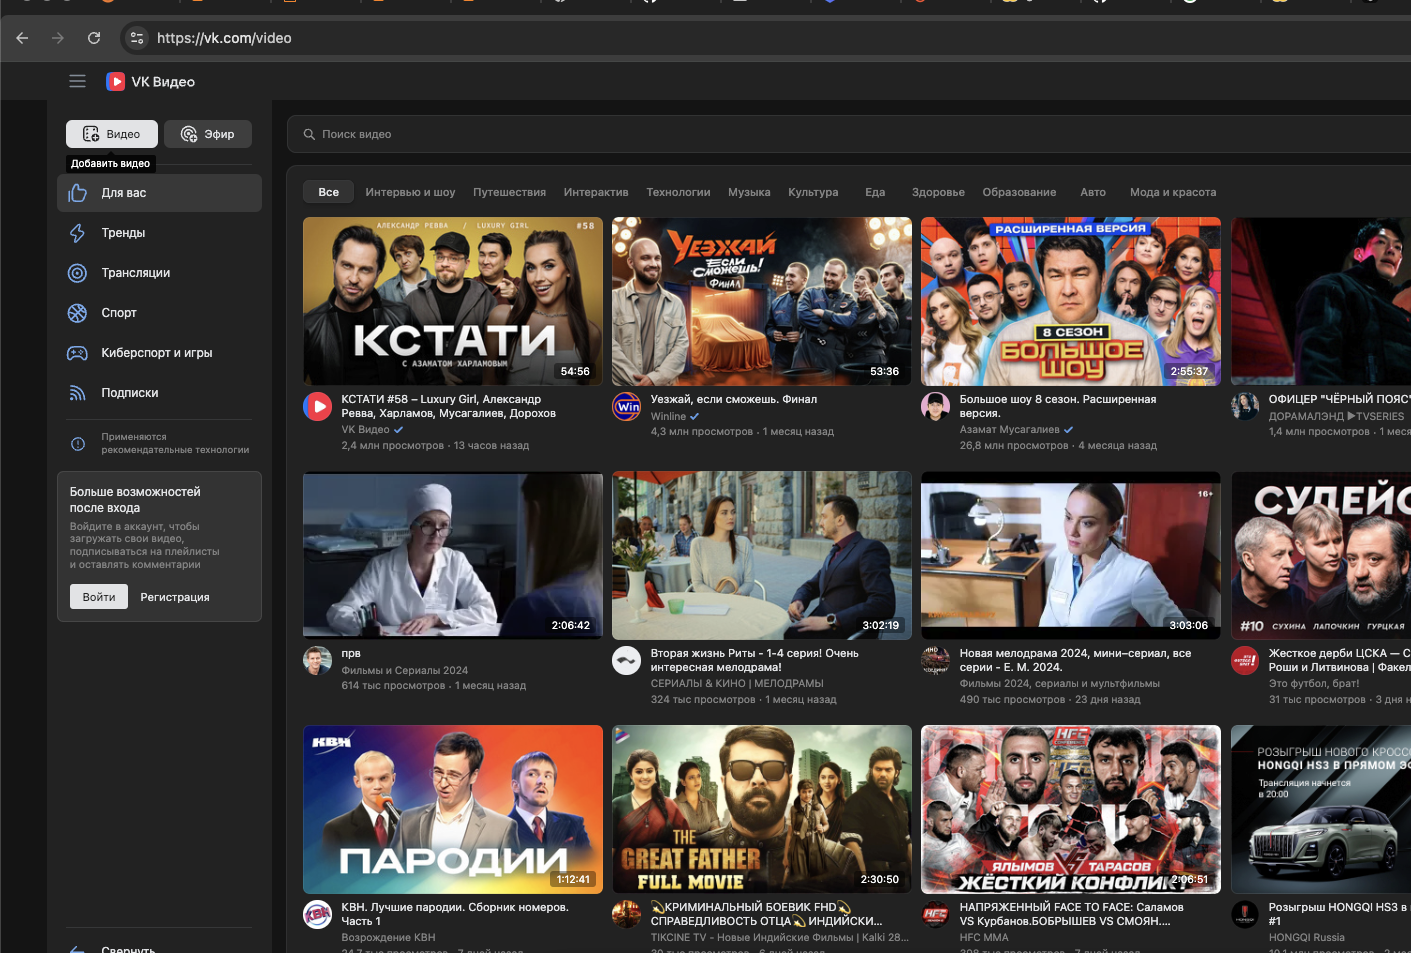 https://vk.com/video
VK Видео
Видео
Эфир
Добавить видео
Для вас
Тренды
Трансляции
Спорт
Киберспорт и игры
Подписки
Применяются
рекомендательные технологии
Больше возможностей
после входа
Войдите в аккаунт, чтобы
загружать свои видео,
подписываться на плейлисты
и оставлять комментарии
Войти
Регистрация
Свернуть
Поиск видео
Все
Интервью и шоу
Путешествия
Интерактив
Технологии
Музыка
Культура
Еда
Здоровье
Образование
Авто
Мода и красота
АЛЕКСАНДР РЕВВА / LUXURY GIRL
#58
КСТАТИ
С АЗАМАТОМ ХАРЛАМОВЫМ
54:56
КСТАТИ #58 – Luxury Girl, Александр
Ревва, Харламов, Мусагалиев, Дорохов
VK Видео
2,4 млн просмотров · 13 часов назад
УЕЗЖАЙ
ЕСЛИ
СМОЖЕШЬ!
ФИНАЛ
53:36
Win
Уезжай, если сможешь. Финал
Winline
4,3 млн просмотров · 1 месяц назад
РАСШИРЕННАЯ ВЕРСИЯ
8 СЕЗОН
БОЛЬШОЕ
ШОУ
2:55:37
Большое шоу 8 сезон. Расширенная
версия.
Азамат Мусагалиев
26,8 млн просмотров · 4 месяца назад
ОФИЦЕР "ЧЁРНЫЙ ПОЯС"
ДОРАМАЛЭНД ▶TVSERIES
1,4 млн просмотров · 1 меся
2:06:42
прв
Фильмы и Сериалы 2024
614 тыс просмотров · 1 месяц назад
3:02:19
Вторая жизнь Риты - 1-4 серия! Очень
интересная мелодрама!
СЕРИАЛЫ & КИНО | МЕЛОДРАМЫ
324 тыс просмотров · 1 месяц назад
16+
3:03:06
Новая мелодрама 2024, мини–сериал, все
серии - Е. М. 2024.
Фильмы 2024, сериалы и мультфильмы
490 тыс просмотров · 23 дня назад
СУДЕЙС
#10 СУХИНА ЛАПОЧКИН ГУРЦКАЯ
Жесткое дерби ЦСКА — С
Роши и Литвинова | Факел
Это футбол, брат!
31 тыс просмотров · 3 дня н
КВН
ПАРОДИИ
1:12:41
КВН
КВН. Лучшие пародии. Сборник номеров.
Часть 1
Возрождение КВН
24,7 тыс просмотров · 7 дней назад
THE
GREAT FATHER
FULL MOVIE
2:30:50
💫КРИМИНАЛЬНЫЙ БОЕВИК FHD💫
СПРАВЕДЛИВОСТЬ ОТЦА💫 ИНДИЙСКИ...
TIKCINE TV - Новые Индийские Фильмы | Kalki 28...
HFC
ЯЛЫМОВ VS ТАРАСОВ
ЖЁСТКИЙ КОНФЛИКТ
2:06:51
HFC
НАПРЯЖЕННЫЙ FACE TO FACE: Саламов
VS Курбанов.БОБРЫШЕВ VS СМОЯН....
HFC MMA
РОЗЫГРЫШ НОВОГО КРОССО
HONGQI HS3 В ПРЯМОМ ЭФ
Трансляция начнется
в 20:00
Розыгрыш HONGQI HS3 в
#1
HONGQI Russia